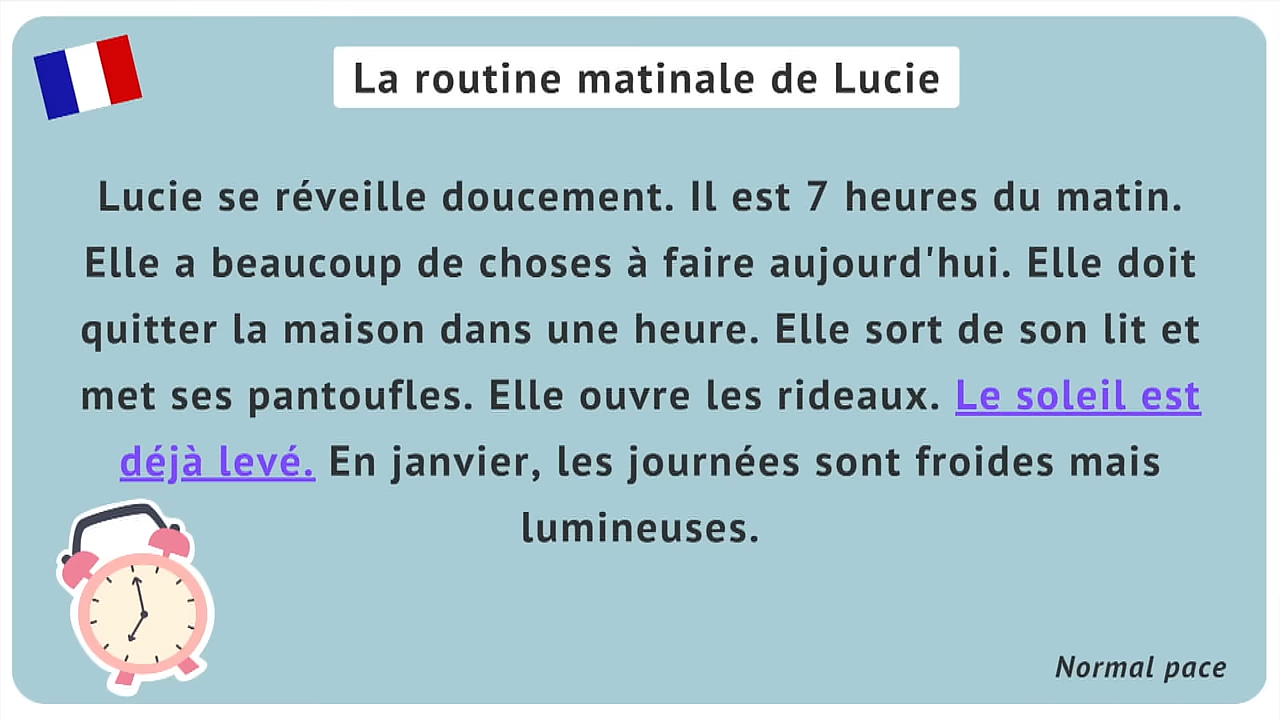 La routine matinale de Lucie
Lucie se réveille doucement. Il est 7 heures du matin.
Elle a beaucoup de choses à faire aujourd'hui. Elle doit
quitter la maison dans une heure. Elle sort de son lit et
met ses pantoufles. Elle ouvre les rideaux. Le soleil est
déjà levé. En janvier, les journées sont froides mais
lumineuses.
Normal pace